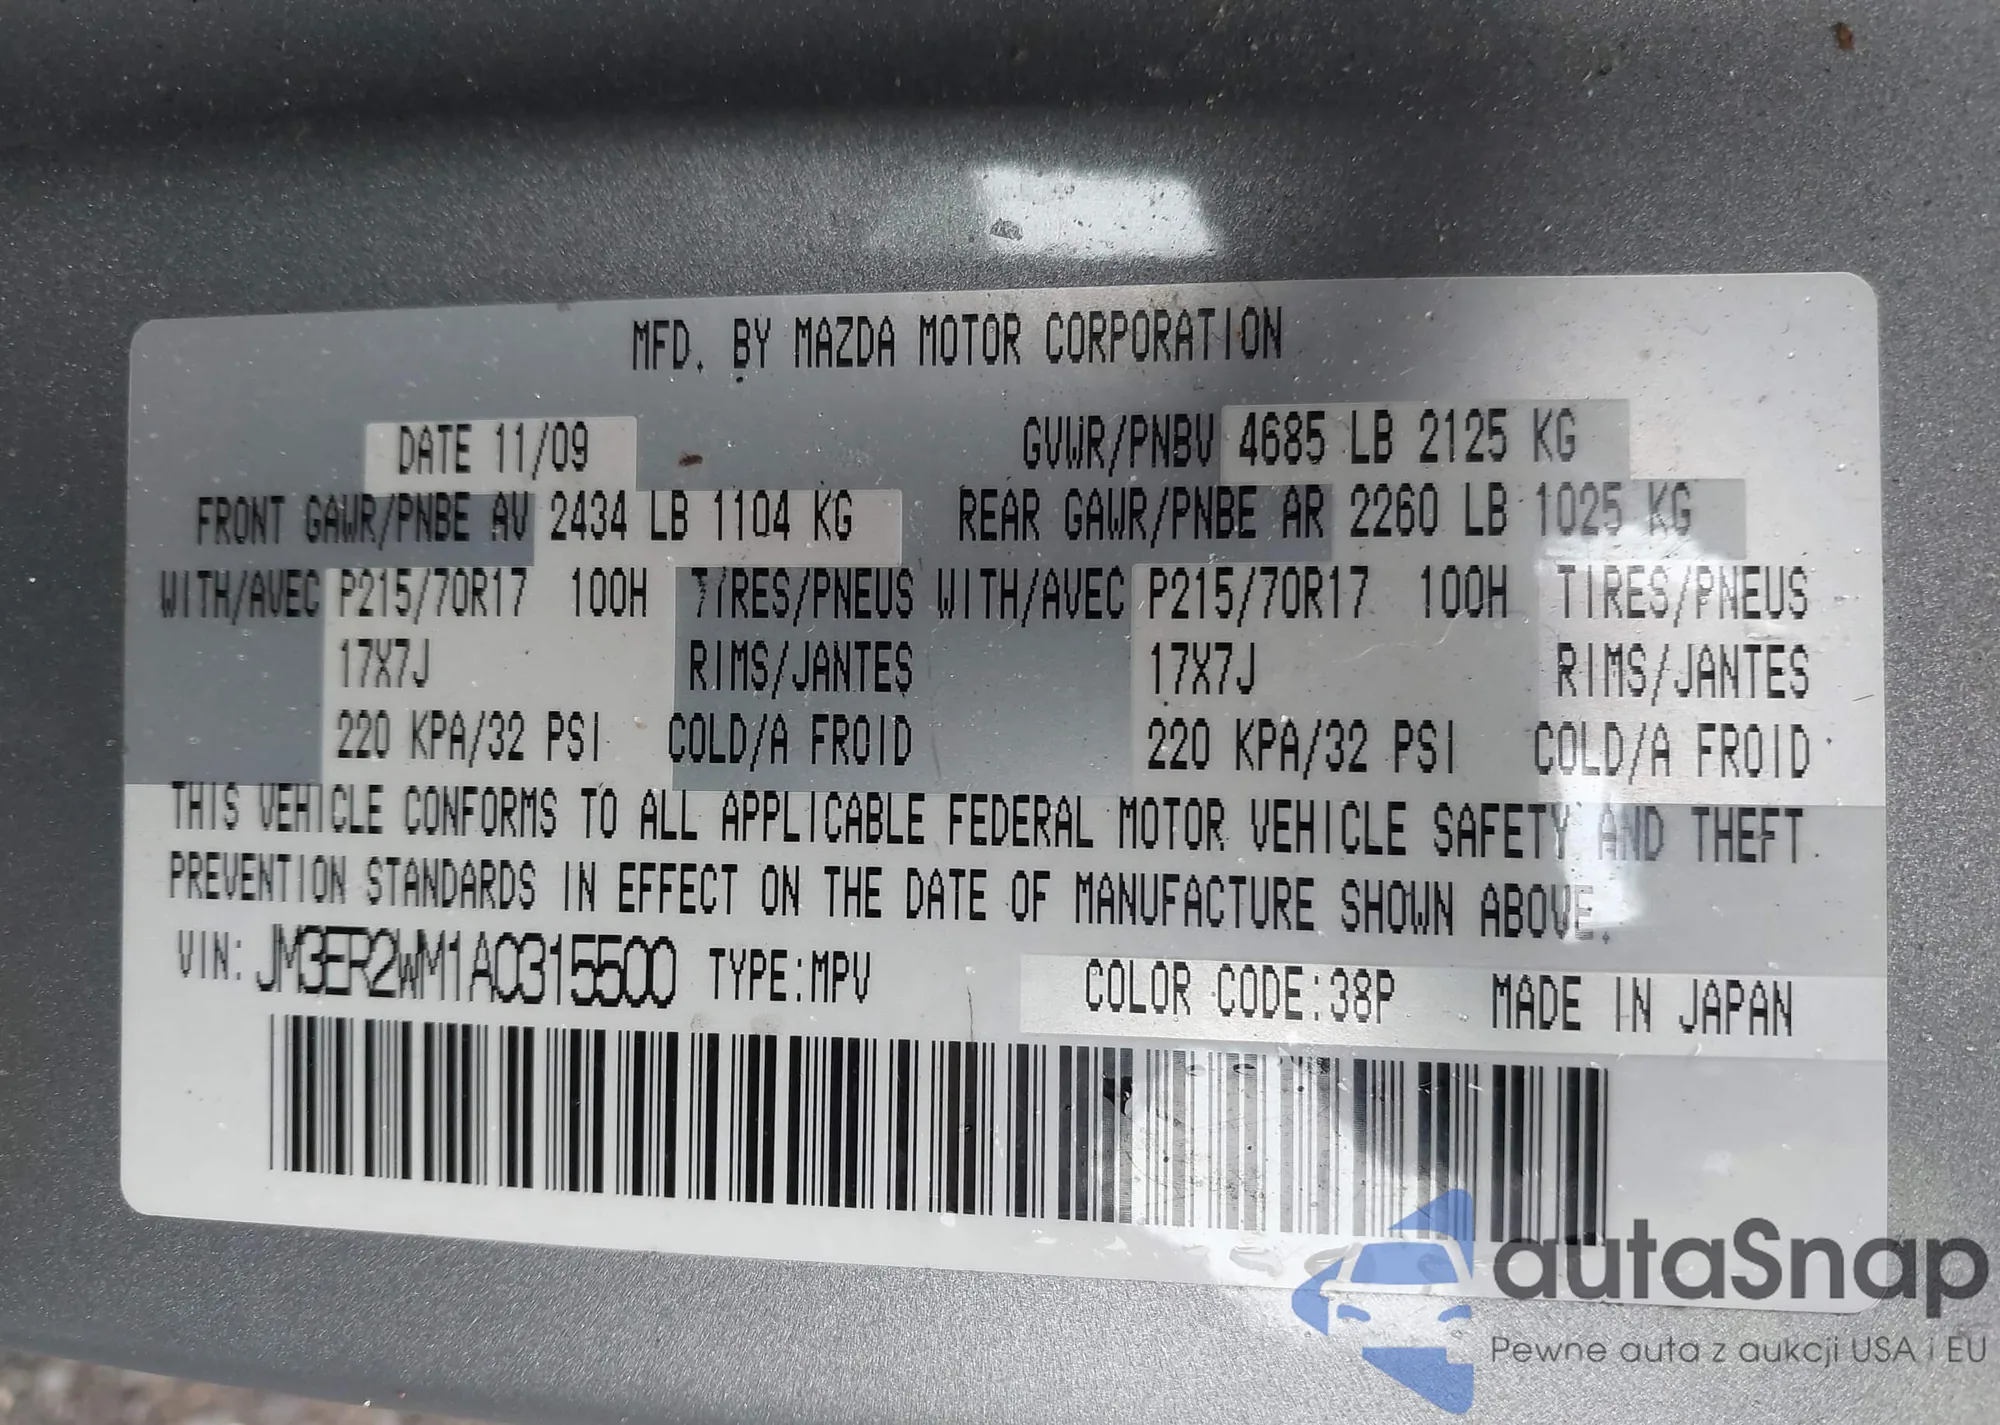 MFD. BY MAZDA MOTOR CORPORATION
DATE 11/09 GVWR/PNBV 4685 LB 2125 KG
FRONT GAWR/PNBE AV 2434 LB 1104 KG REAR GAWR/PNBE AR 2260 LB 1025 KG
WITH/AVEC P215/70R17 100H TIRES/PNEUS WITH/AVEC P215/70R17 100H TIRES/PNEUS
17X7J RIMS/JANTES 17X7J RIMS/JANTES
220 KPA/32 PSI COLD/A FROID 220 KPA/32 PSI COLD/A FROID
THIS VEHICLE CONFORMS TO ALL APPLICABLE FEDERAL MOTOR VEHICLE SAFETY AND THEFT
PREVENTION STANDARDS IN EFFECT ON THE DATE OF MANUFACTURE SHOWN ABOVE.
VIN: JM3ER2WM1A0315500 TYPE:MPV COLOR CODE:38P MADE IN JAPAN
autaSnap
Pewne auta z aukcji USA i EU